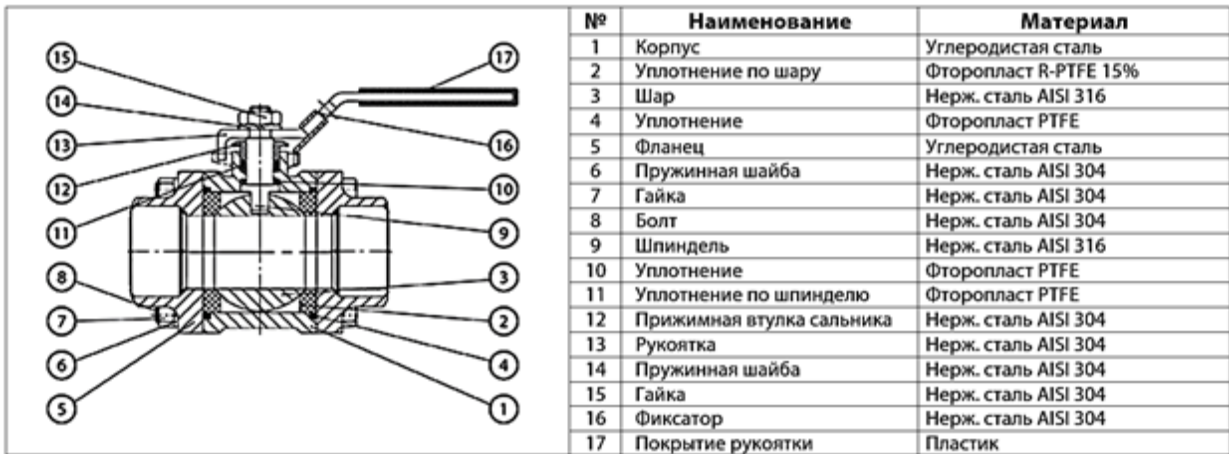 15
14
13
12
11
8
7
6
5
17
16
10
9
3
2
4
1
№ Наименование Материал
1 Корпус Углеродистая сталь
2 Уплотнение по шару Фторопласт R-PTFE 15%
3 Шар Нерж. сталь AISI 316
4 Уплотнение Фторопласт PTFE
5 Фланец Углеродистая сталь
6 Пружинная шайба Нерж. сталь AISI 304
7 Гайка Нерж. сталь AISI 304
8 Болт Нерж. сталь AISI 304
9 Шпиндель Нерж. сталь AISI 316
10 Уплотнение Фторопласт PTFE
11 Уплотнение по шпинделю Фторопласт PTFE
12 Прижимная втулка сальника Нерж. сталь AISI 304
13 Рукоятка Нерж. сталь AISI 304
14 Пружинная шайба Нерж. сталь AISI 304
15 Гайка Нерж. сталь AISI 304
16 Фиксатор Нерж. сталь AISI 304
17 Покрытие рукоятки Пластик